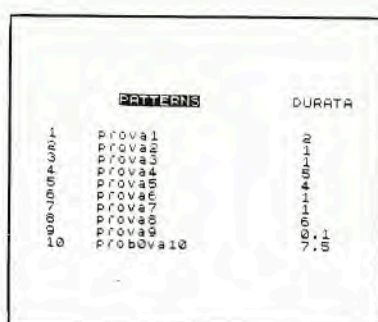 PATTERNS DURATA
1 prova1 2
2 prova2 1
3 prova3 1
4 prova4 5
5 prova5 4
6 prova6 1
7 prova7 1
8 prova8 6
9 prova9 0.1
10 prob0va10 7.5